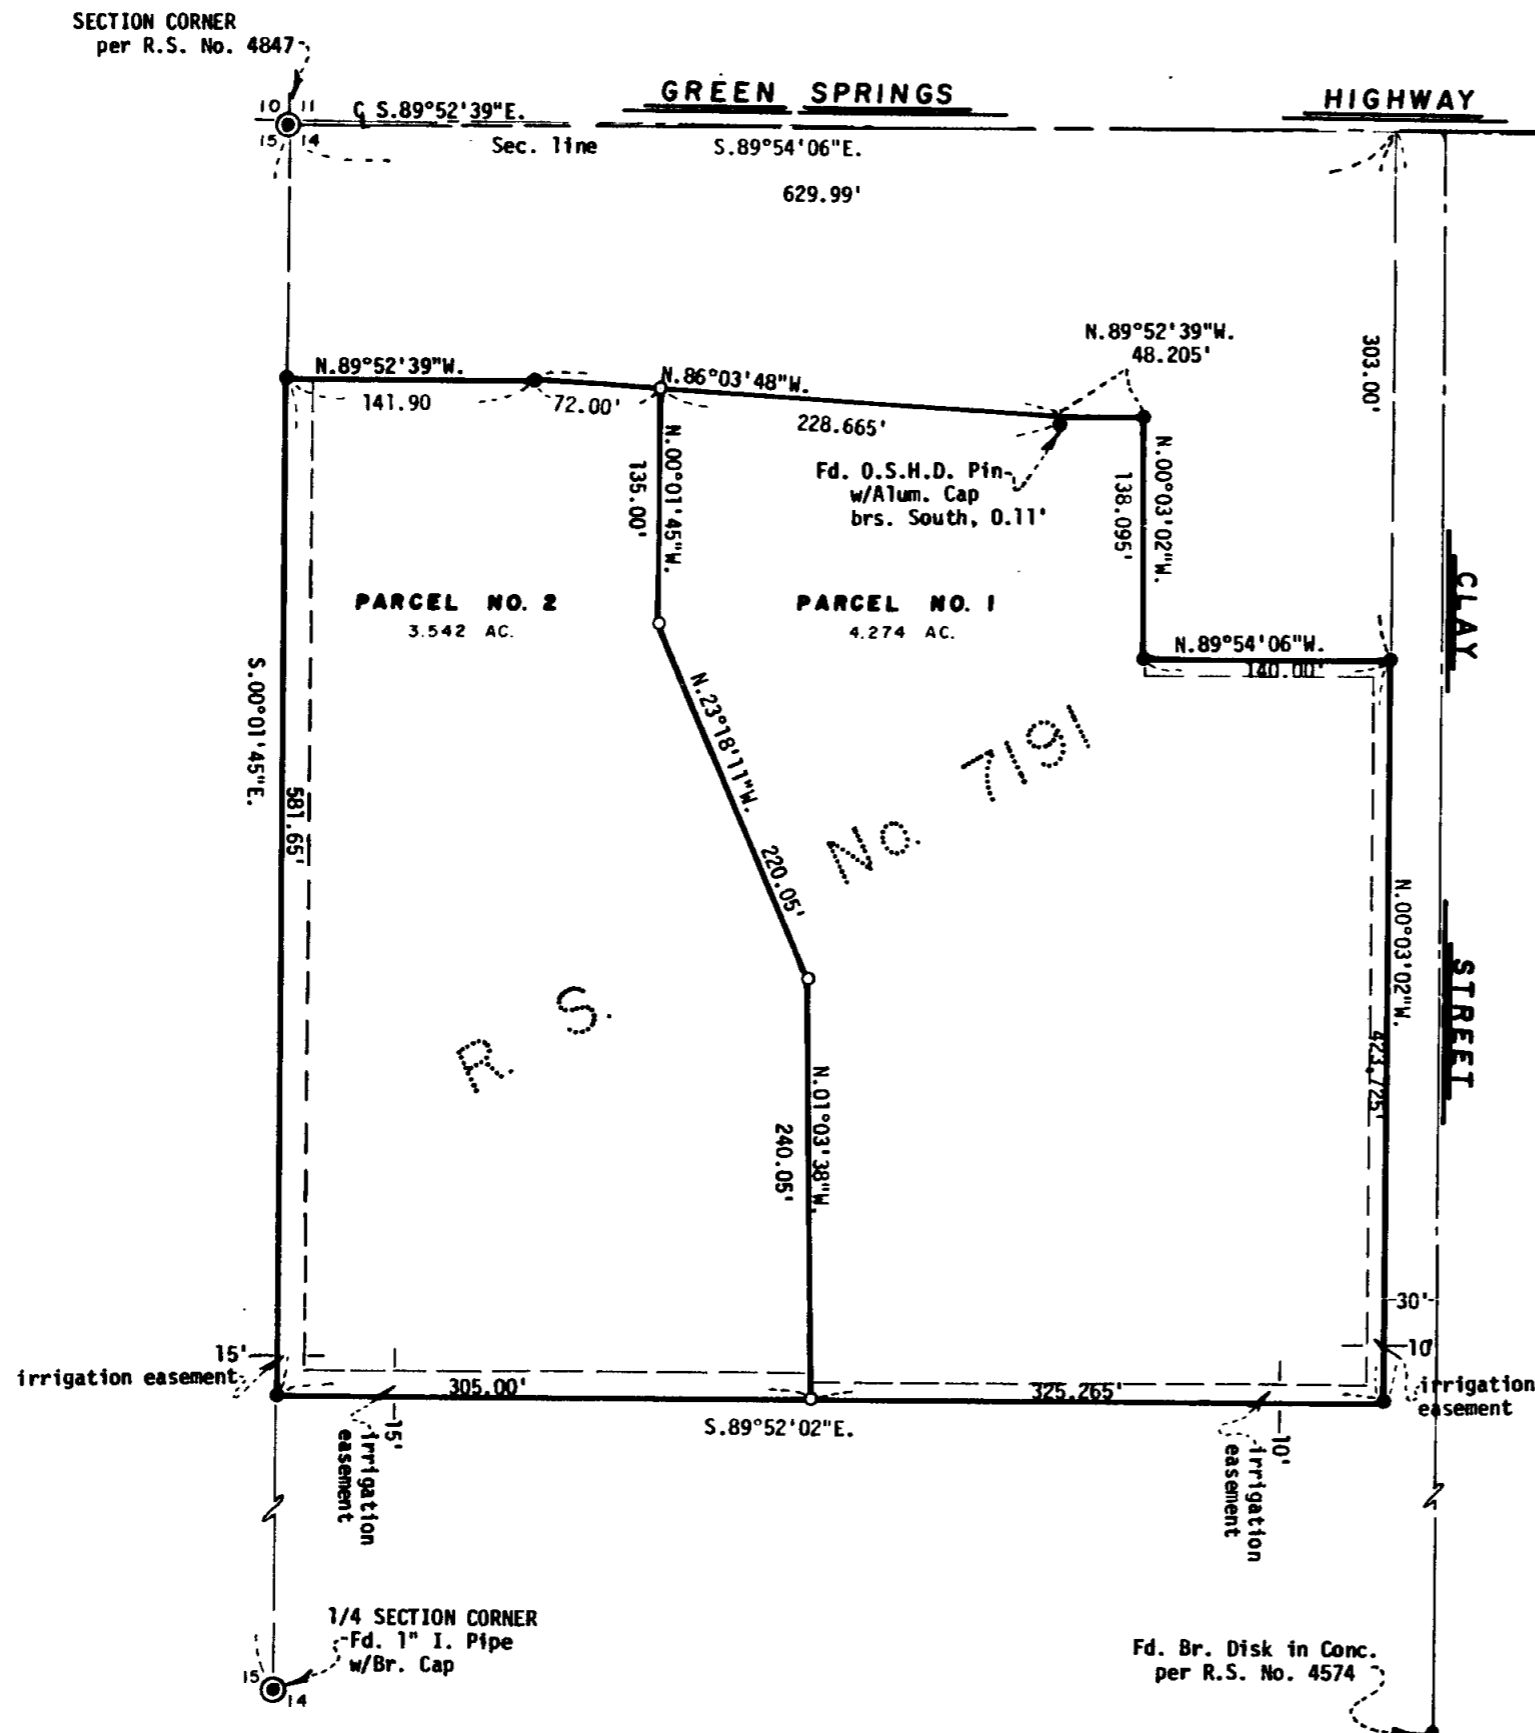 SECTION CORNER
per R.S. No. 4847
10 11
15 14
℄ S.89°52'39"E.
GREEN SPRINGS
HIGHWAY
Sec. line
S.89°54'06"E.
629.99'
303.00'
N.89°52'39"W.
48.205'
N.89°52'39"W.
141.90
72.00'
N.86°03'48"W.
228.665'
Fd. O.S.H.D. Pin
w/Alum. Cap
brs. South, 0.11'
N.00°01'45"W.
135.00'
N.00°03'02"W.
138.095'
PARCEL NO. 2
3.542 AC.
PARCEL NO. 1
4.274 AC.
N.89°54'06"W.
140.00'
CLAY
STREET
S.00°01'45"E.
581.65'
N.23°18'11"W.
220.05'
R. S. No. 7191
N.00°03'02"W.
423.725'
N.01°03'38"W.
240.05'
30'
15'
irrigation easement
10'
irrigation
easement
305.00'
325.265'
S.89°52'02"E.
15'
irrigation
easement
10'
irrigation
easement
1/4 SECTION CORNER
Fd. 1" I. Pipe
w/Br. Cap
15
14
Fd. Br. Disk in Conc.
per R.S. No. 4574